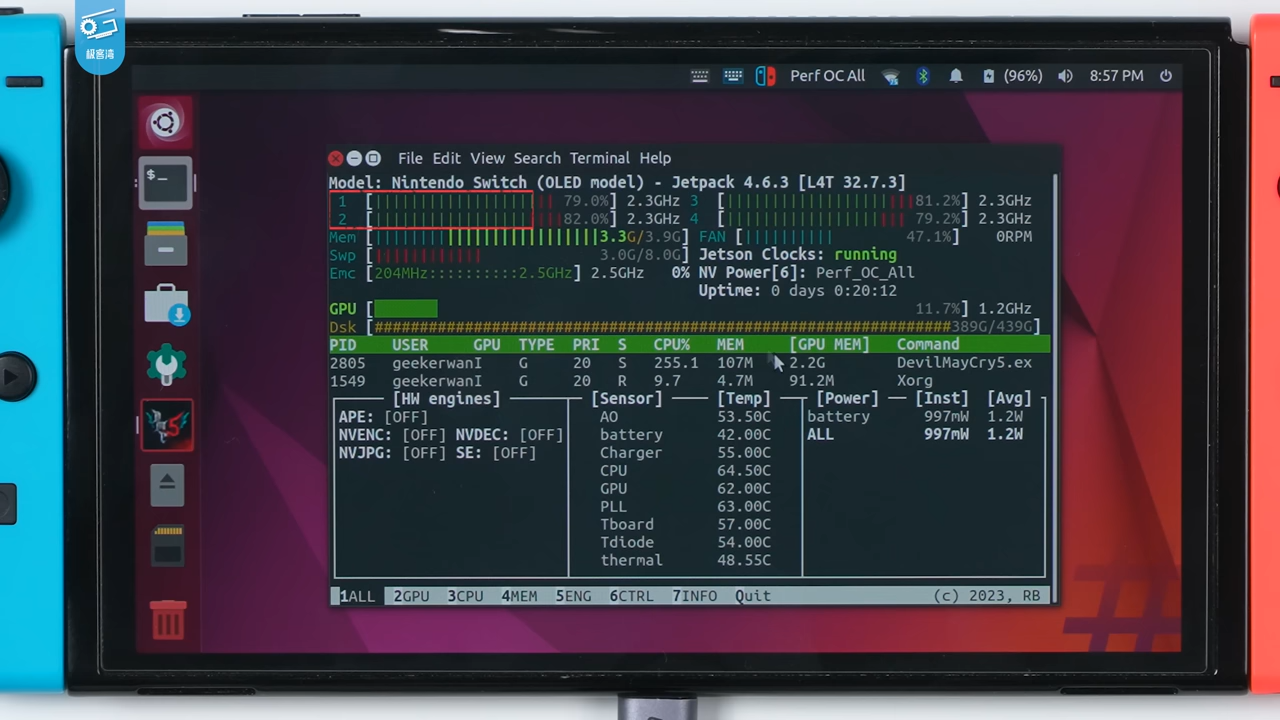 极客湾
Perf OC All (96%) 8:57 PM
File Edit View Search Terminal Help
Model: Nintendo Switch (OLED model) - Jetpack 4.6.3 [L4T 32.7.3]
1 [ 79.0%] 2.3GHz 3 [ 81.2%] 2.3GHz
2 [ 82.0%] 2.3GHz 4 [ 79.2%] 2.3GHz
Mem [ 3.3G/3.9G] FAN [ 47.1%] 0RPM
Swp [ 3.0G/8.0G] Jetson Clocks: running
Emc [204MHz::::::::::2.5GHz] 2.5GHz 0% NV Power[6]: Perf_OC_All
Uptime: 0 days 0:20:12
GPU [ 11.7%] 1.2GHz
Dsk [################################################################389G/439G]
PID USER GPU TYPE PRI S CPU% MEM [GPU MEM] Command
2805 geekerwanI G 20 S 255.1 107M 2.2G DevilMayCry5.ex
1549 geekerwanI G 20 R 9.7 4.7M 91.2M Xorg
[HW engines] [Sensor] [Temp] [Power] [Inst] [Avg]
APE: [OFF] AO 53.50C battery 997mW 1.2W
NVENC: [OFF] NVDEC: [OFF] battery 42.00C ALL 997mW 1.2W
NVJPG: [OFF] SE: [OFF] Charger 55.00C
CPU 64.50C
GPU 62.00C
PLL 63.00C
Tboard 57.00C
Tdiode 54.00C
thermal 48.55C
1ALL 2GPU 3CPU 4MEM 5ENG 6CTRL 7INFO Quit (c) 2023, RB